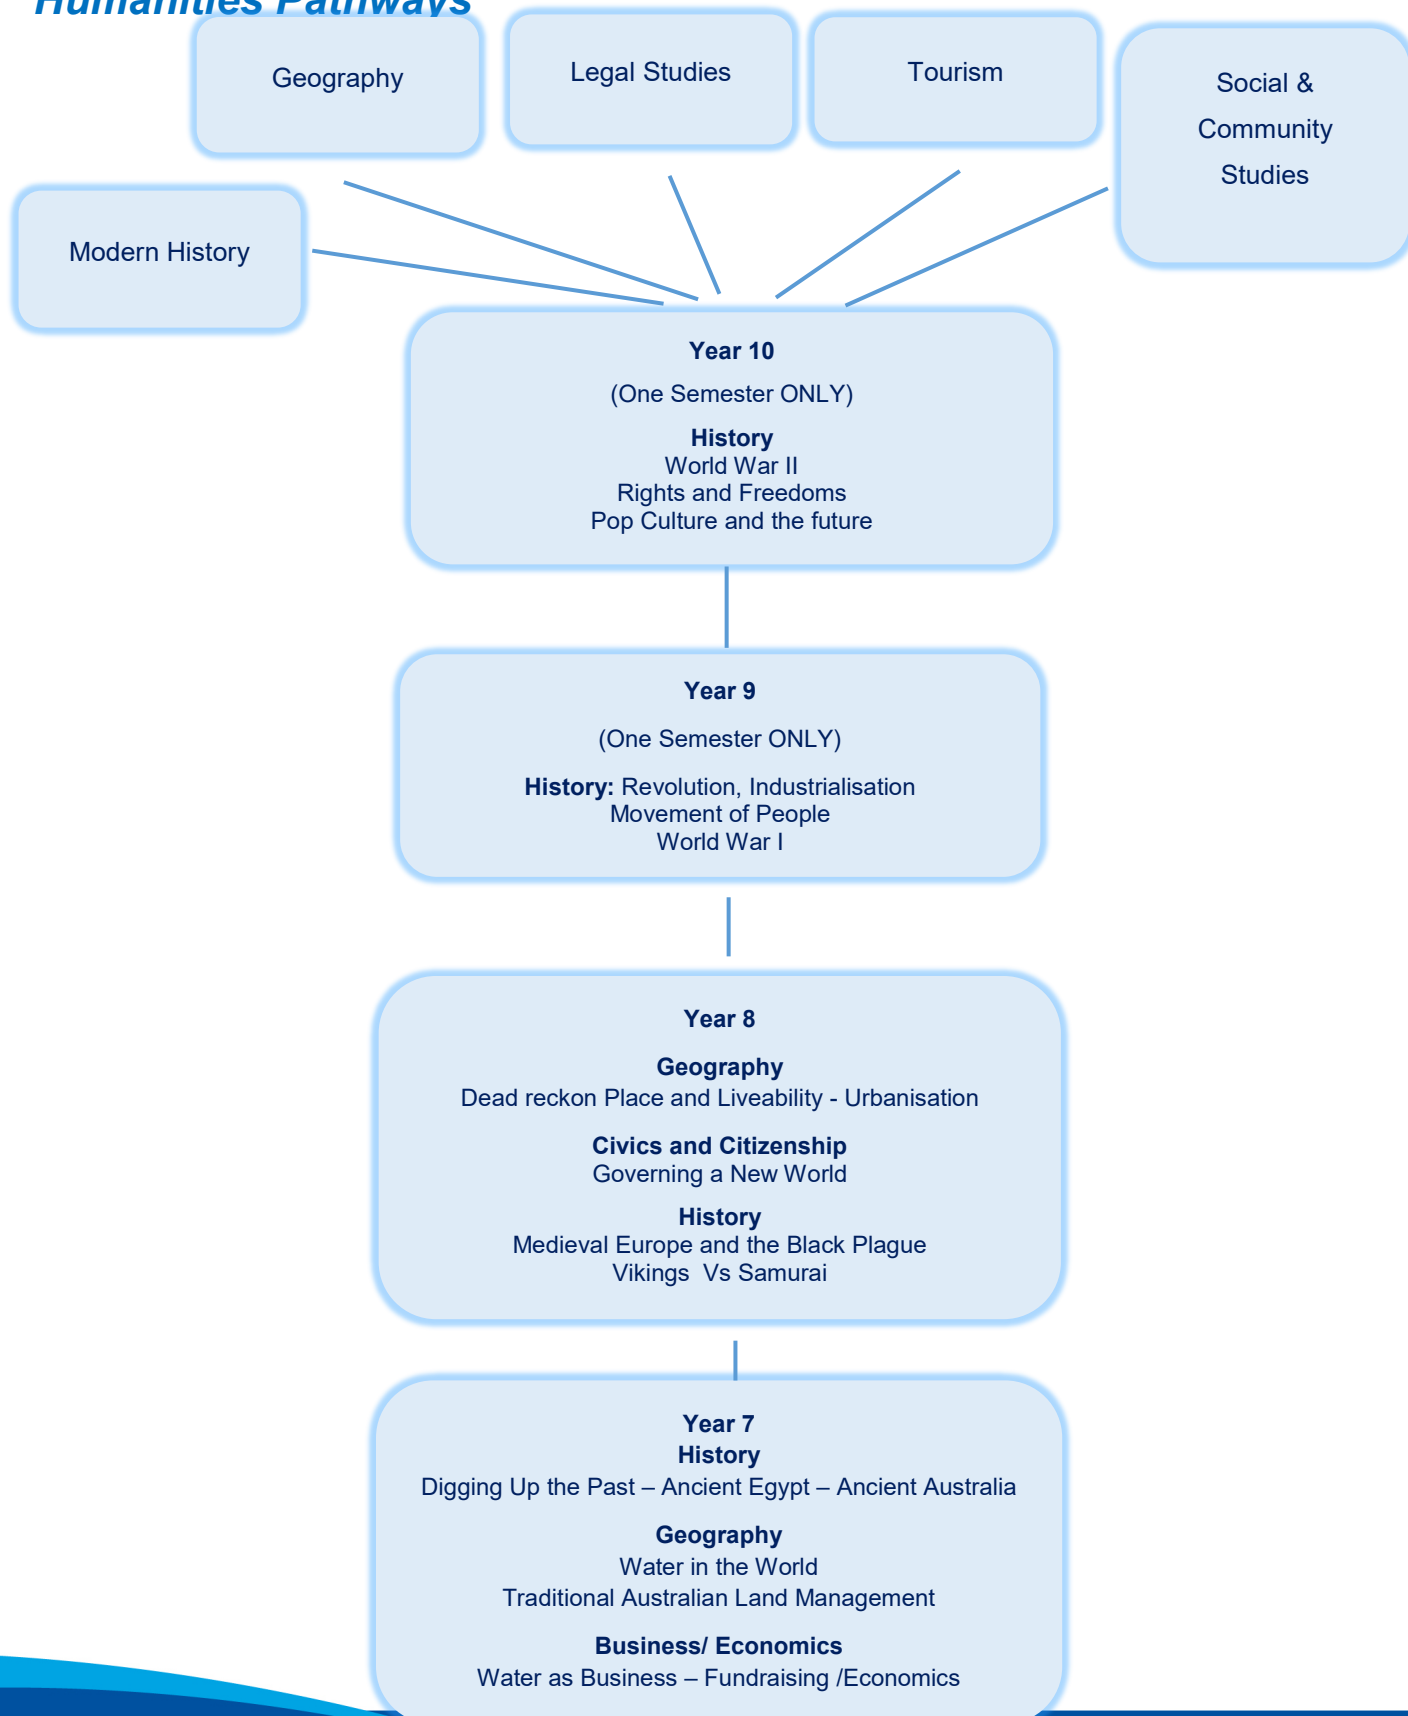 Humanities Pathways
Geography
Legal Studies
Tourism
Social &
Community
Studies
Modern History
Year 10
(One Semester ONLY)
History
World War II
Rights and Freedoms
Pop Culture and the future
Year 9
(One Semester ONLY)
History: Revolution, Industrialisation
Movement of People
World War I
Year 8
Geography
Dead reckon Place and Liveability - Urbanisation
Civics and Citizenship
Governing a New World
History
Medieval Europe and the Black Plague
Vikings  Vs Samurai
Year 7
History
Digging Up the Past – Ancient Egypt – Ancient Australia
Geography
Water in the World
Traditional Australian Land Management
Business/ Economics
Water as Business – Fundraising /Economics